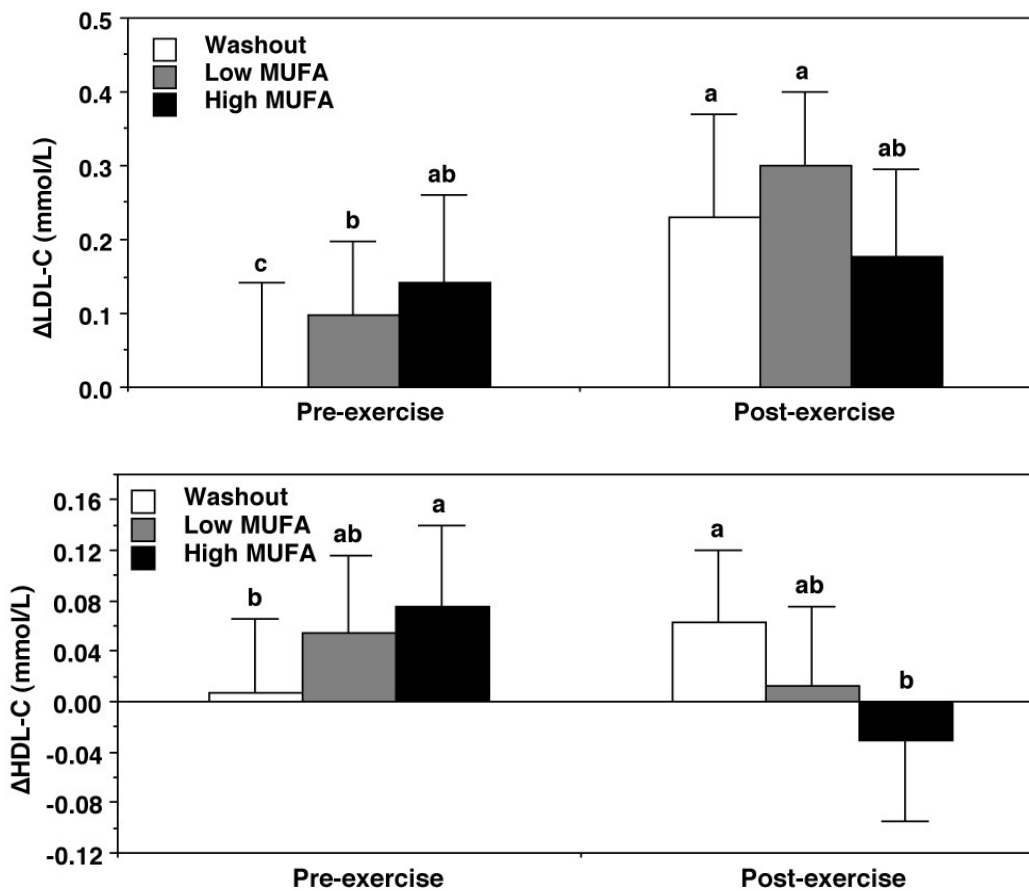 0.5
Washout
Low MUFA
High MUFA
0.4
0.3
0.2
0.1
0.0
ΔLDL-C (mmol/L)
c
b
ab
a
a
ab
Pre-exercise
Post-exercise
0.16
Washout
Low MUFA
High MUFA
0.12
0.08
0.04
0.00
-0.04
-0.08
-0.12
ΔHDL-C (mmol/L)
b
ab
a
a
ab
b
Pre-exercise
Post-exercise